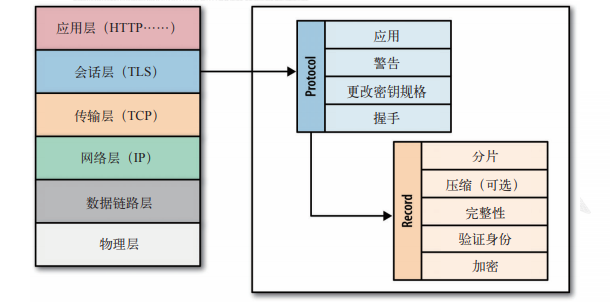 应用层（HTTP……）
会话层（TLS）
传输层（TCP）
网络层（IP）
数据链路层
物理层
Protocol
应用
警告
更改密钥规格
握手
Record
分片
压缩（可选）
完整性
验证身份
加密